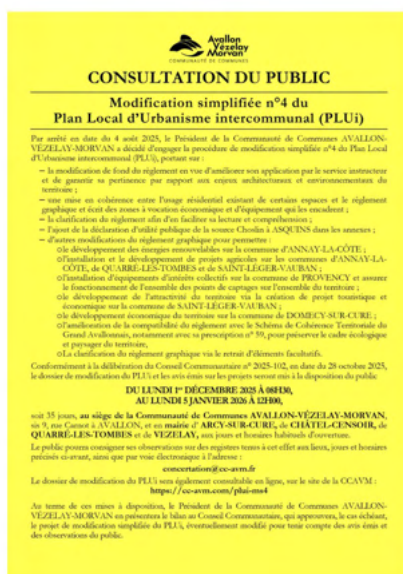 Avallon
Vézelay
Morvan
COMMUNAUTÉ DE COMMUNES
CONSULTATION DU PUBLIC
Modification simplifiée n°4 du
Plan Local d'Urbanisme intercommunal (PLUi)
Par arrêté en date du 4 août 2025, le Président de la Communauté de Communes AVALLON-
VÉZELAY-MORVAN a décidé d'engager la procédure de modification simplifiée n°4 du Plan Local
d'Urbanisme intercommunal (PLUi), portant sur :
– la modification de fond du règlement en vue d'améliorer son application par le service instructeur
et de garantir sa pertinence par rapport aux enjeux architecturaux et environnementaux du
territoire ;
– une mise en cohérence entre l'usage résidentiel existant de certains espaces et le règlement
graphique et écrit des zones à vocation économique et d'équipement qui les encadrent ;
– la clarification du règlement afin d'en faciliter sa lecture et compréhension ;
– l'ajout de la déclaration d'utilité publique de la source Choslin à ASQUINS dans les annexes ;
– d'autres modifications du règlement graphique pour permettre :
ole développement des énergies renouvelables sur la commune d'ANNAY-LA-CÔTE ;
ol'installation et le développement de projets agricoles sur les communes d'ANNAY-LA-
CÔTE, de QUARRÉ-LES-TOMBES et de SAINT-LÉGER-VAUBAN ;
ol'installation d'équipements d'intérêts collectifs sur la commune de PROVENCY et assurer
le fonctionnement de l'ensemble des points de captages sur l'ensemble du territoire ;
ole développement de l'attractivité du territoire via la création de projet touristique et
économique sur la commune de SAINT-LÉGER-VAUBAN ;
ole développement économique du territoire sur la commune de DOMECY-SUR-CURE ;
ol'amélioration de la compatibilité du règlement avec le Schéma de Cohérence Territoriale du
Grand Avallonnais, notamment avec sa prescription n° 59, pour préserver le cadre écologique
et paysager du territoire,
oLa clarification du règlement graphique via le retrait d'éléments facultatifs.
Conformément à la délibération du Conseil Communautaire n° 2025-102, en date du 28 octobre 2025,
le dossier de modification du PLUi et les avis émis sur les projets seront mis à la disposition du public
DU LUNDI 1er DÉCEMBRE 2025 À 08H30,
AU LUNDI 5 JANVIER 2026 À 12H00,
soit 35 jours, au siège de la Communauté de Communes AVALLON-VÉZELAY-MORVAN,
sis 9, rue Carnot à AVALLON, et en mairie d' ARCY-SUR-CURE, de CHÂTEL-CENSOIR, de
QUARRÉ-LES-TOMBES et de VEZELAY, aux jours et horaires habituels d'ouverture.
Le public pourra consigner ses observations sur des registres tenus à cet effet aux lieux, jours et horaires
précisés ci-avant, ainsi que par voie électronique à l'adresse :
concertation@cc-avm.fr
Le dossier de modification du PLUi sera également consultable en ligne, sur le site de la CCAVM :
https://cc-avm.com/plui-ms4
Au terme de ces mises à disposition, le Président de la Communauté de Communes AVALLON-
VÉZELAY-MORVAN en présentera le bilan au Conseil Communautaire, qui approuvera, le cas échéant,
le projet de modification simplifiée du PLUi, éventuellement modifié pour tenir compte des avis émis et
des observations du public.